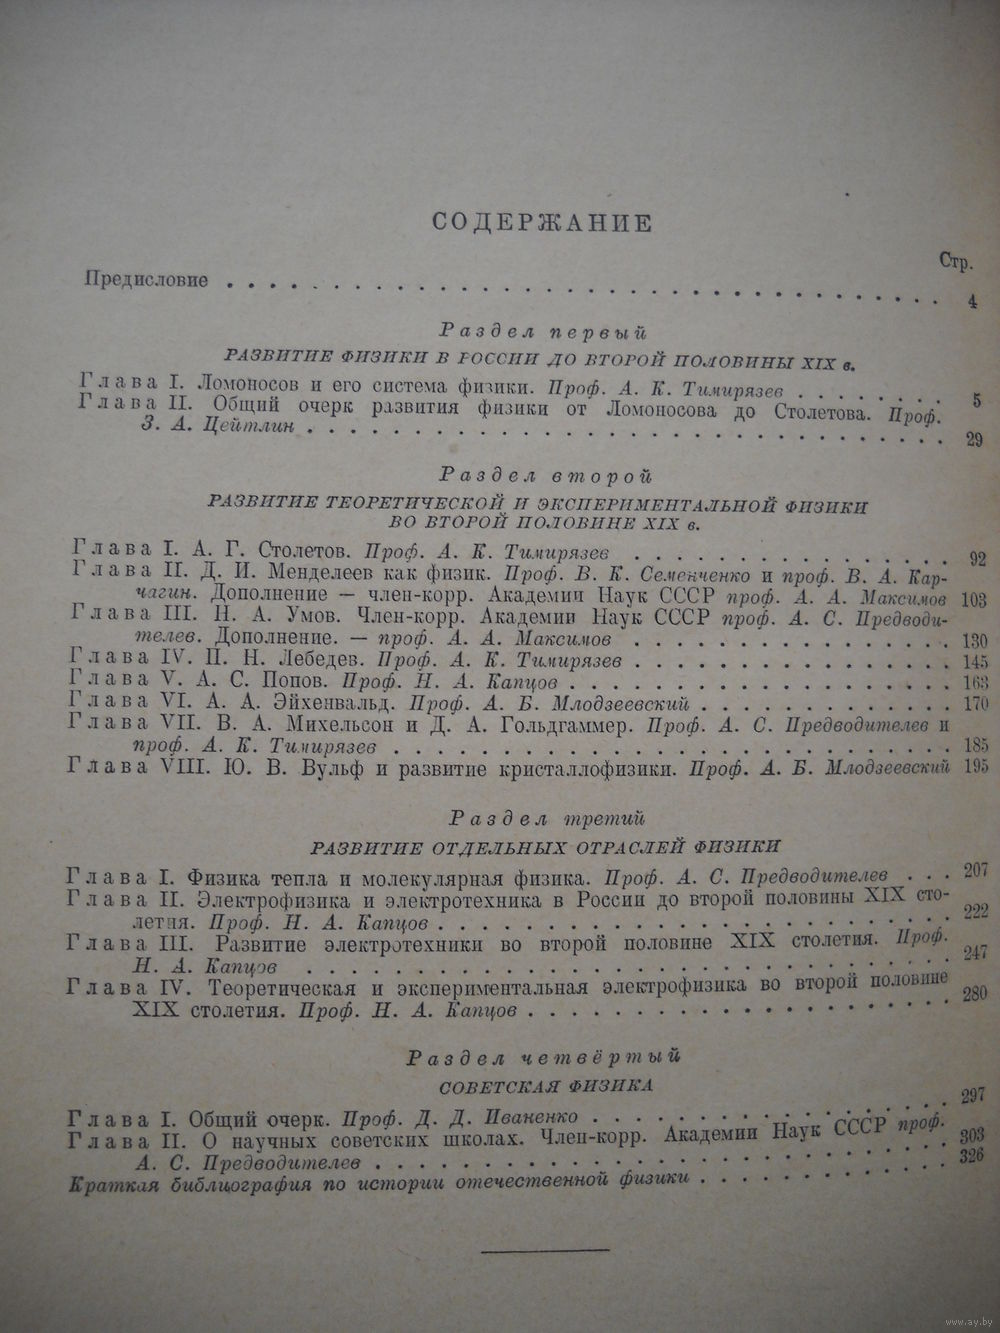 СОДЕРЖАНИЕ
Стр.
Предисловие . . . . . . . . . . . . . . . . . . . . 4
Раздел первый
РАЗВИТИЕ ФИЗИКИ В РОССИИ ДО ВТОРОЙ ПОЛОВИНЫ XIX в.
Глава I. Ломоносов и его система физики. Проф. А. К. Тимирязев . . . . . . . . 5
Глава II. Общий очерк развития физики от Ломоносова до Столетова. Проф.
З. А. Цейтлин . . . . . . . . . . . . . . . . . . . . 29
Раздел второй
РАЗВИТИЕ ТЕОРЕТИЧЕСКОЙ И ЭКСПЕРИМЕНТАЛЬНОЙ ФИЗИКИ
ВО ВТОРОЙ ПОЛОВИНЕ XIX в.
Глава I. А. Г. Столетов. Проф. А. К. Тимирязев . . . . . . . . . . . . . . . 92
Глава II. Д. И. Менделеев как физик. Проф. В. К. Семенченко и проф. В. А. Кар-
чагин. Дополнение — член-корр. Академии Наук СССР проф. А. А. Максимов 103
Глава III. Н. А. Умов. Член-корр. Академии Наук СССР проф. А. С. Предводи-
телев. Дополнение. — проф. А. А. Максимов . . . . . . . . . . . . . . . 130
Глава IV. П. Н. Лебедев. Проф. А. К. Тимирязев . . . . . . . . . . . . . . . 145
Глава V. А. С. Попов. Проф. Н. А. Капцов . . . . . . . . . . . . . . . . . 163
Глава VI. А. А. Эйхенвальд. Проф. А. Б. Млодзеевский . . . . . . . . . . . . 170
Глава VII. В. А. Михельсон и Д. А. Гольдгаммер. Проф. А. С. Предводителев и
проф. А. К. Тимирязев . . . . . . . . . . . . . . . . . . . . 185
Глава VIII. Ю. В. Вульф и развитие кристаллофизики. Проф. А. Б. Млодзеевский 195
Раздел третий
РАЗВИТИЕ ОТДЕЛЬНЫХ ОТРАСЛЕЙ ФИЗИКИ
Глава I. Физика тепла и молекулярная физика. Проф. А. С. Предводителев . . . 207
Глава II. Электрофизика и электротехника в России до второй половины XIX сто-
летия. Проф. Н. А. Капцов . . . . . . . . . . . . . . . . . . . . 222
Глава III. Развитие электротехники во второй половине XIX столетия. Проф.
Н. А. Капцов . . . . . . . . . . . . . . . . . . . . 247
Глава IV. Теоретическая и экспериментальная электрофизика во второй половине
XIX столетия. Проф. Н. А. Капцов . . . . . . . . . . . . . . . . . . 280
Раздел четвёртый
СОВЕТСКАЯ ФИЗИКА
Глава I. Общий очерк. Проф. Д. Д. Иваненко . . . . . . . . . . . . . . . . 297
Глава II. О научных советских школах. Член-корр. Академии Наук СССР проф.
А. С. Предводителев . . . . . . . . . . . . . . . . . . . . 303
Краткая библиография по истории отечественной физики . . . . . . . . . . . . 326
www.ay.by